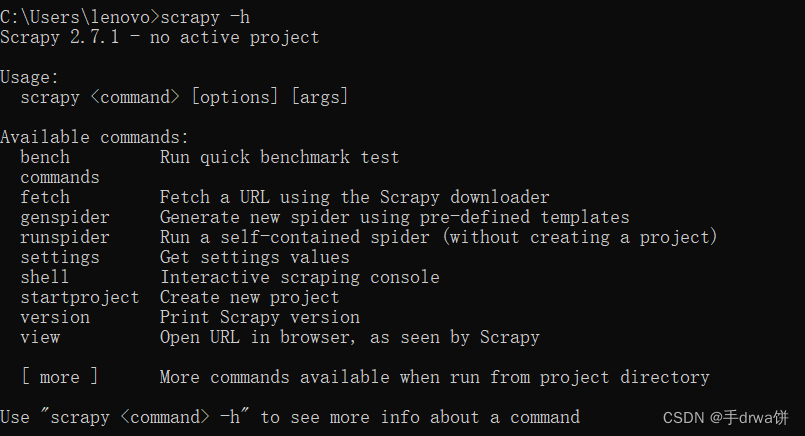 C:\Users\lenovo>scrapy -h
Scrapy 2.7.1 - no active project
Usage:
  scrapy <command> [options] [args]
Available commands:
  bench         Run quick benchmark test
  commands
  fetch         Fetch a URL using the Scrapy downloader
  genspider     Generate new spider using pre-defined templates
  runspider     Run a self-contained spider (without creating a project)
  settings      Get settings values
  shell         Interactive scraping console
  startproject  Create new project
  version       Print Scrapy version
  view          Open URL in browser, as seen by Scrapy
  [ more ]      More commands available when run from project directory
Use "scrapy <command> -h" to see more info about a command
CSDN @手drwa饼